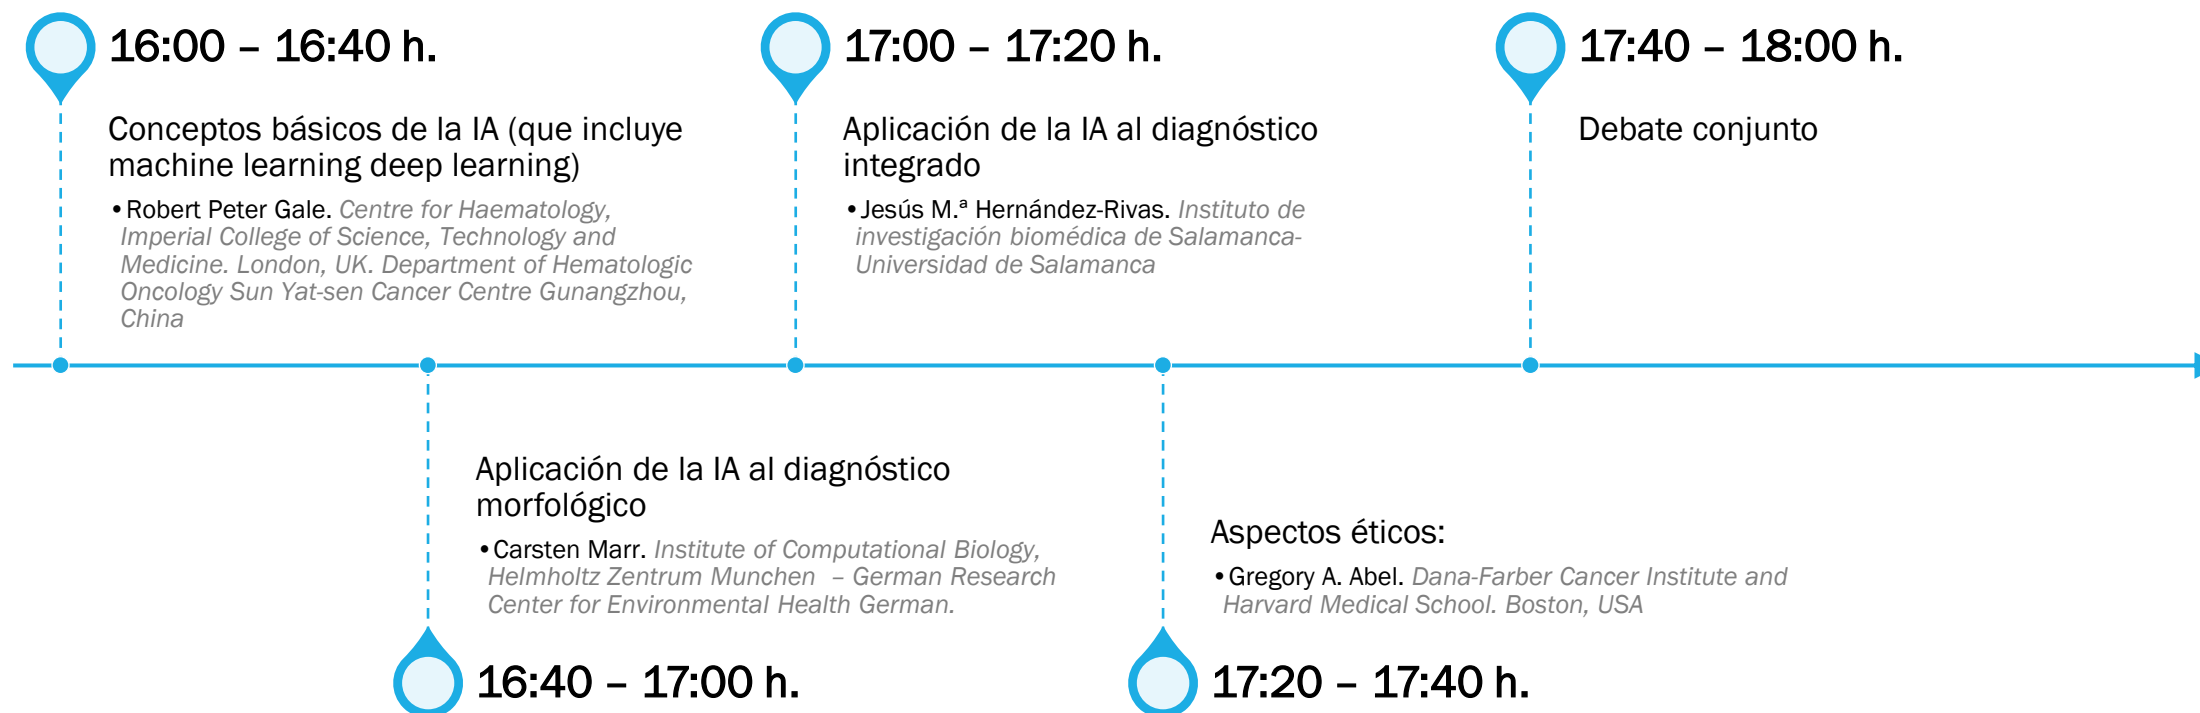 16:00 – 16:40 h.
Conceptos básicos de la IA (que incluye
machine learning deep learning)
•Robert Peter Gale. Centre for Haematology,
Imperial College of Science, Technology and
Medicine. London, UK. Department of Hematologic
Oncology Sun Yat-sen Cancer Centre Gunangzhou,
China
Aplicación de la IA al diagnóstico
morfológico
•Carsten Marr. Institute of Computational Biology,
Helmholtz Zentrum Munchen – German Research
Center for Environmental Health German.
16:40 – 17:00 h.
17:00 – 17:20 h.
Aplicación de la IA al diagnóstico
integrado
•Jesús M.ª Hernández-Rivas. Instituto de
investigación biomédica de Salamanca-
Universidad de Salamanca
Aspectos éticos:
•Gregory A. Abel. Dana-Farber Cancer Institute and
Harvard Medical School. Boston, USA
17:20 – 17:40 h.
17:40 – 18:00 h.
Debate conjunto